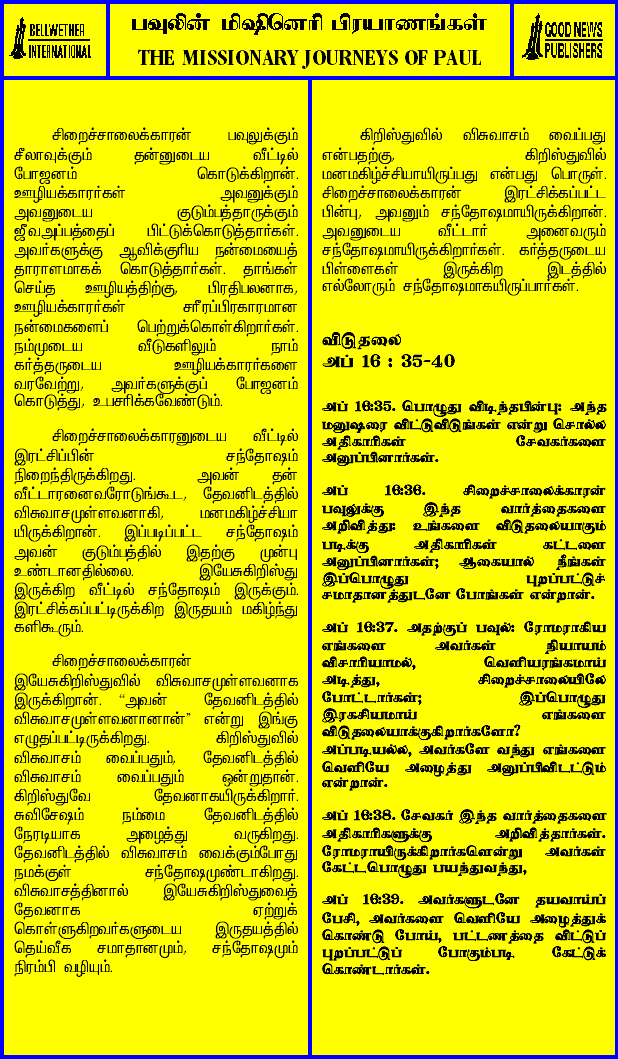 BELLWETHER
INTERNATIONAL
பவுலின் மிஷினெரி பிரயாணங்கள்
THE MISSIONARY JOURNEYS OF PAUL
GOOD NEWS
PUBLISHERS
சிறைச்சாலைக்காரன் பவுலுக்கும்
சீலாவுக்கும் தன்னுடைய வீட்டில்
போஜனம் கொடுக்கிறான்.
ஊழியக்காரர்கள் அவனுக்கும்
அவனுடைய குடும்பத்தாருக்கும்
ஜீவஅப்பத்தைப் பிட்டுக்கொடுத்தார்கள்.
அவர்களுக்கு ஆவிக்குரிய நன்மையைத்
தாராளமாகக் கொடுத்தார்கள். தாங்கள்
செய்த ஊழியத்திற்கு, பிரதிபலனாக,
ஊழியக்காரர்கள் சரீரப்பிரகாரமான
நன்மைகளைப் பெற்றுக்கொள்கிறார்கள்.
நம்முடைய வீடுகளிலும் நாம்
கர்த்தருடைய ஊழியக்காரர்களை
வரவேற்று, அவர்களுக்குப் போஜனம்
கொடுத்து, உபசரிக்கவேண்டும்.
சிறைச்சாலைக்காரனுடைய வீட்டில்
இரட்சிப்பின் சந்தோஷம்
நிறைந்திருக்கிறது. அவன் தன்
வீட்டாரனைவரோடுங்கூட, தேவனிடத்தில்
விசுவாசமுள்ளவனாகி, மனமகிழ்ச்சியா
யிருக்கிறான். இப்படிப்பட்ட சந்தோஷம்
அவன் குடும்பத்தில் இதற்கு முன்பு
உண்டானதில்லை. இயேசுகிறிஸ்து
இருக்கிற வீட்டில் சந்தோஷம் இருக்கும்.
இரட்சிக்கப்பட்டிருக்கிற இருதயம் மகிழ்ந்து
களிகூரும்.
சிறைச்சாலைக்காரன்
இயேசுகிறிஸ்துவில் விசுவாசமுள்ளவனாக
இருக்கிறான். “அவன் தேவனிடத்தில்
விசுவாசமுள்ளவனானான்” என்று இங்கு
எழுதப்பட்டிருக்கிறது. கிறிஸ்துவில்
விசுவாசம் வைப்பதும், தேவனிடத்தில்
விசுவாசம் வைப்பதும் ஒன்றுதான்.
கிறிஸ்துவே தேவனாகயிருக்கிறார்.
சுவிசேஷம் நம்மை தேவனிடத்தில்
நேரடியாக அழைத்து வருகிறது.
தேவனிடத்தில் விசுவாசம் வைக்கும்போது
நமக்குள் சந்தோஷமுண்டாகிறது.
விசுவாசத்தினால் இயேசுகிறிஸ்துவைத்
தேவனாக ஏற்றுக்
கொள்ளுகிறவர்களுடைய இருதயத்தில்
தெய்வீக சமாதானமும், சந்தோஷமும்
நிரம்பி வழியும்.
கிறிஸ்துவில் விசுவாசம் வைப்பது
என்பதற்கு, கிறிஸ்துவில்
மனமகிழ்ச்சியாயிருப்பது என்பது பொருள்.
சிறைச்சாலைக்காரன் இரட்சிக்கப்பட்ட
பின்பு, அவனும் சந்தோஷமாயிருக்கிறான்.
அவனுடைய வீட்டார் அனைவரும்
சந்தோஷமாயிருக்கிறார்கள். கர்த்தருடைய
பிள்ளைகள் இருக்கிற இடத்தில்
எல்லோரும் சந்தோஷமாகயிருப்பார்கள்.
விடுதலை
அப் 16 : 35-40
அப் 16:35. பொழுது விடிந்தபின்பு: அந்த
மனுஷரை விட்டுவிடுங்கள் என்று சொல்ல
அதிகாரிகள் சேவகர்களை
அனுப்பினார்கள்.
அப் 16:36. சிறைச்சாலைக்காரன்
பவுலுக்கு இந்த வார்த்தைகளை
அறிவித்து: உங்களை விடுதலையாகும்
படிக்கு அதிகாரிகள் கட்டளை
அனுப்பினார்கள்; ஆகையால் நீங்கள்
இப்பொழுது புறப்பட்டுச்
சமாதானத்துடனே போங்கள் என்றான்.
அப் 16:37. அதற்குப் பவுல்: ரோமராகிய
எங்களை அவர்கள் நியாயம்
விசாரியாமல், வெளியரங்கமாய்
அடித்து, சிறைச்சாலையிலே
போட்டார்கள்; இப்பொழுது
இரகசியமாய் எங்களை
விடுதலையாக்குகிறார்களோ?
அப்படியல்ல, அவர்களே வந்து எங்களை
வெளியே அழைத்து அனுப்பிவிடட்டும்
என்றான்.
அப் 16:38. சேவகர் இந்த வார்த்தைகளை
அதிகாரிகளுக்கு அறிவித்தார்கள்.
ரோமராயிருக்கிறார்களென்று அவர்கள்
கேட்டபொழுது பயந்துவந்து,
அப் 16:39. அவர்களுடனே தயவாய்ப்
பேசி, அவர்களை வெளியே அழைத்துக்
கொண்டு போய், பட்டணத்தை விட்டுப்
புறப்பட்டுப் போகும்படி கேட்டுக்
கொண்டார்கள்.